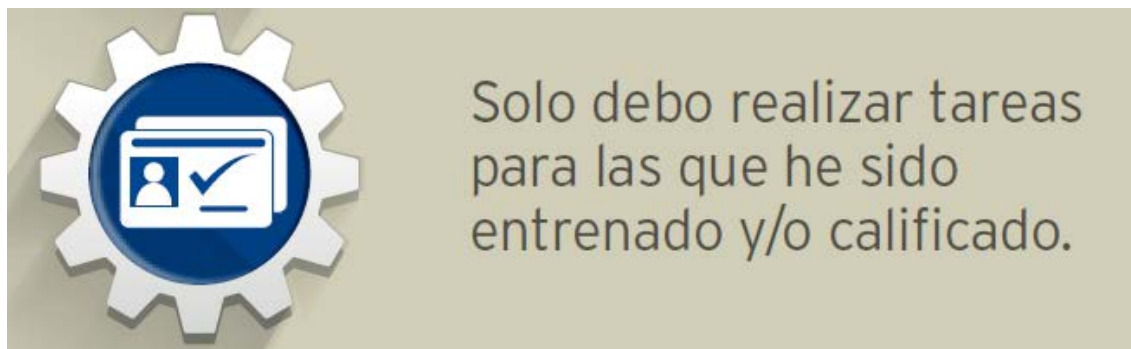 Solo debo realizar tareas
para las que he sido
entrenado y/o calificado.